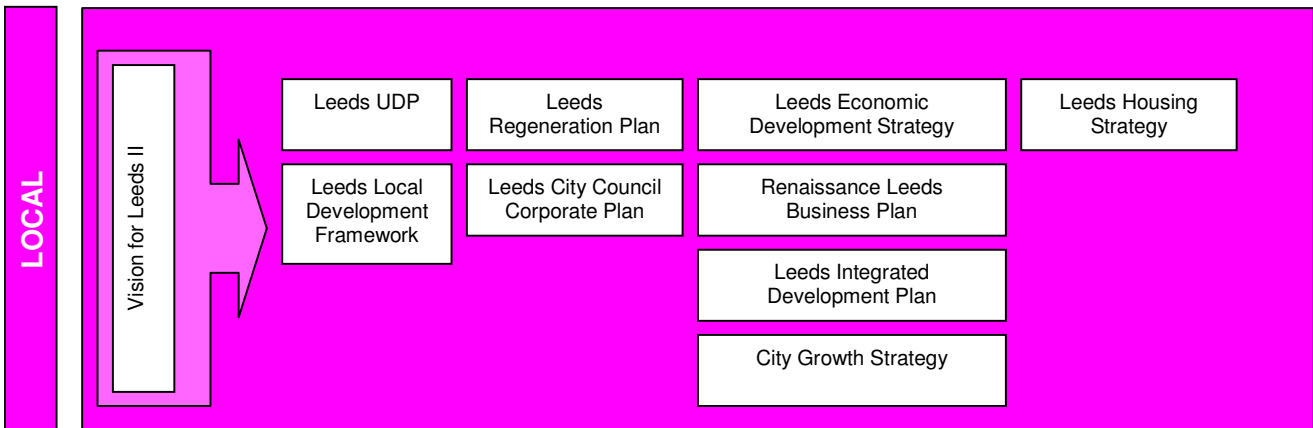 LOCAL
Vision for Leeds II
Leeds UDP
Leeds Local
Development
Framework
Leeds
Regeneration Plan
Leeds City Council
Corporate Plan
Leeds Economic
Development Strategy
Renaissance Leeds
Business Plan
Leeds Integrated
Development Plan
City Growth Strategy
Leeds Housing
Strategy